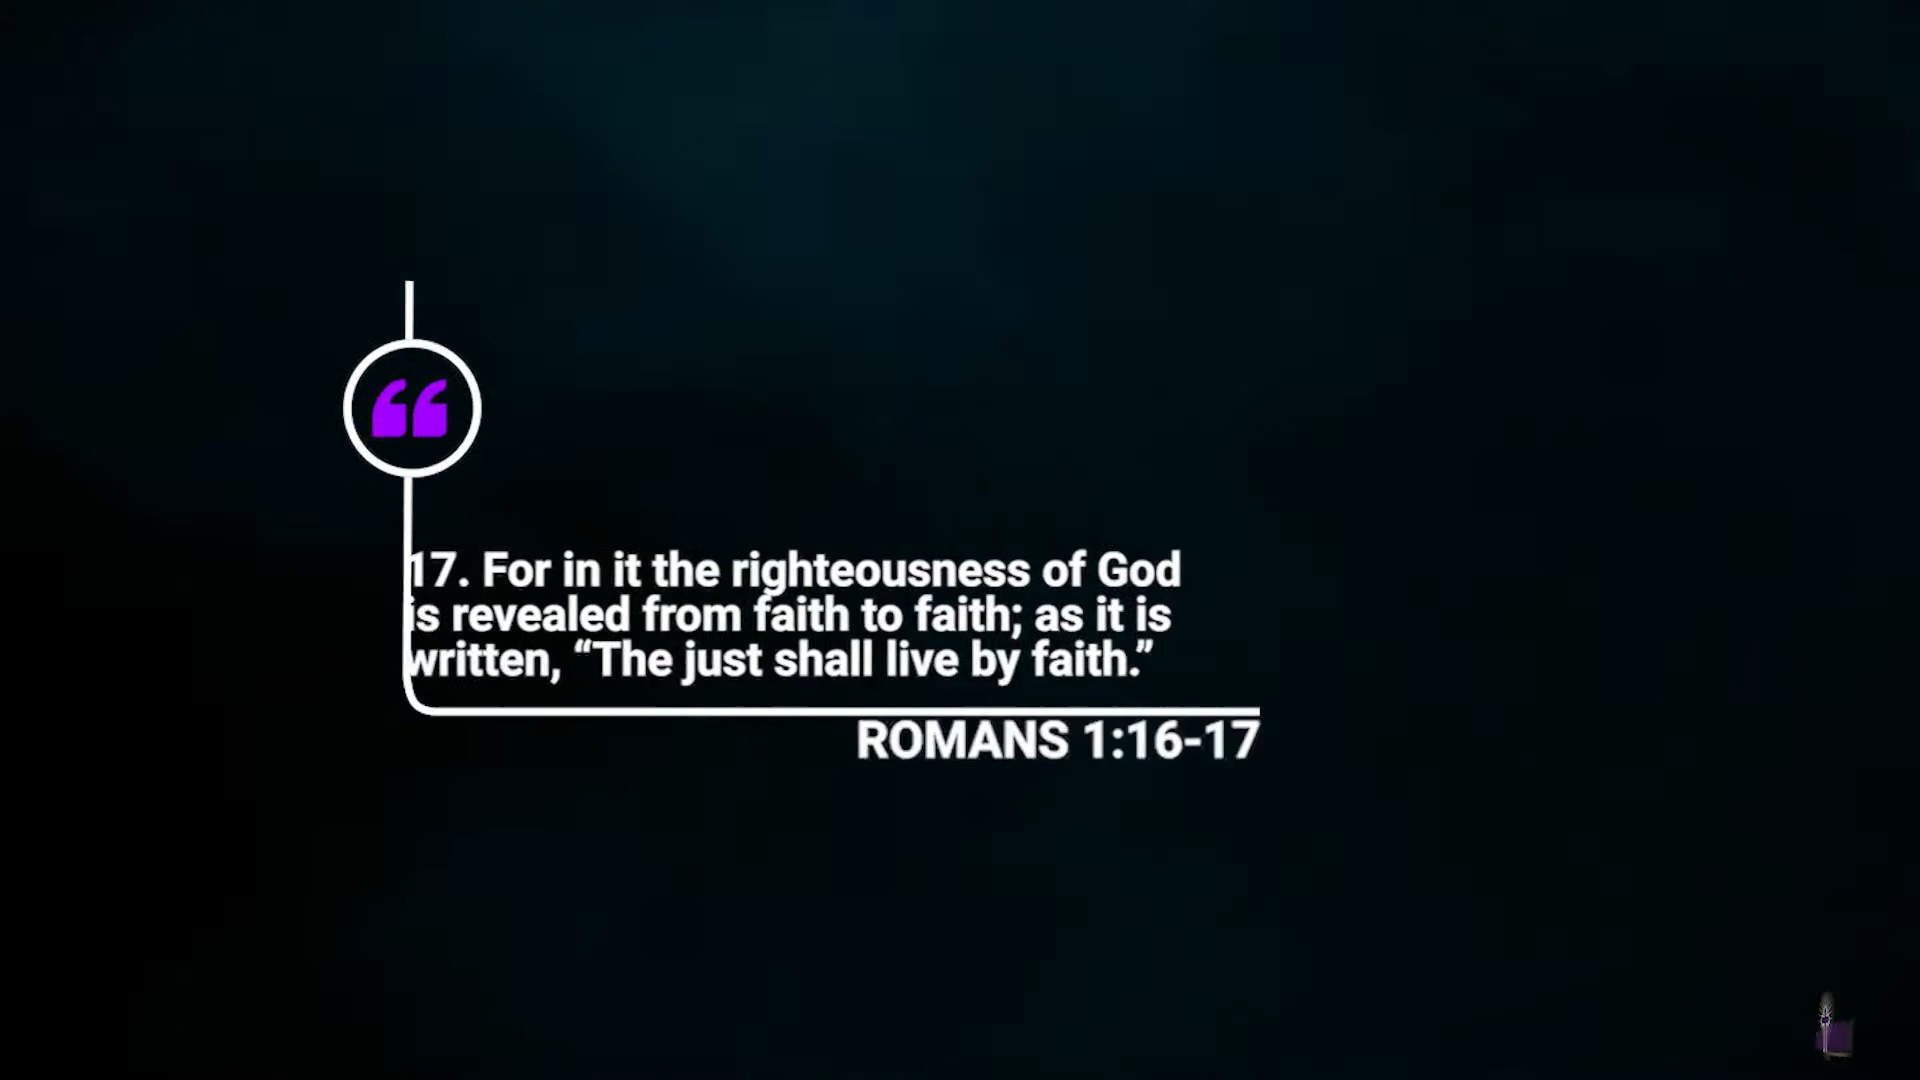 17. For in it the righteousness of God
is revealed from faith to faith; as it is
written, “The just shall live by faith.”
ROMANS 1:16-17